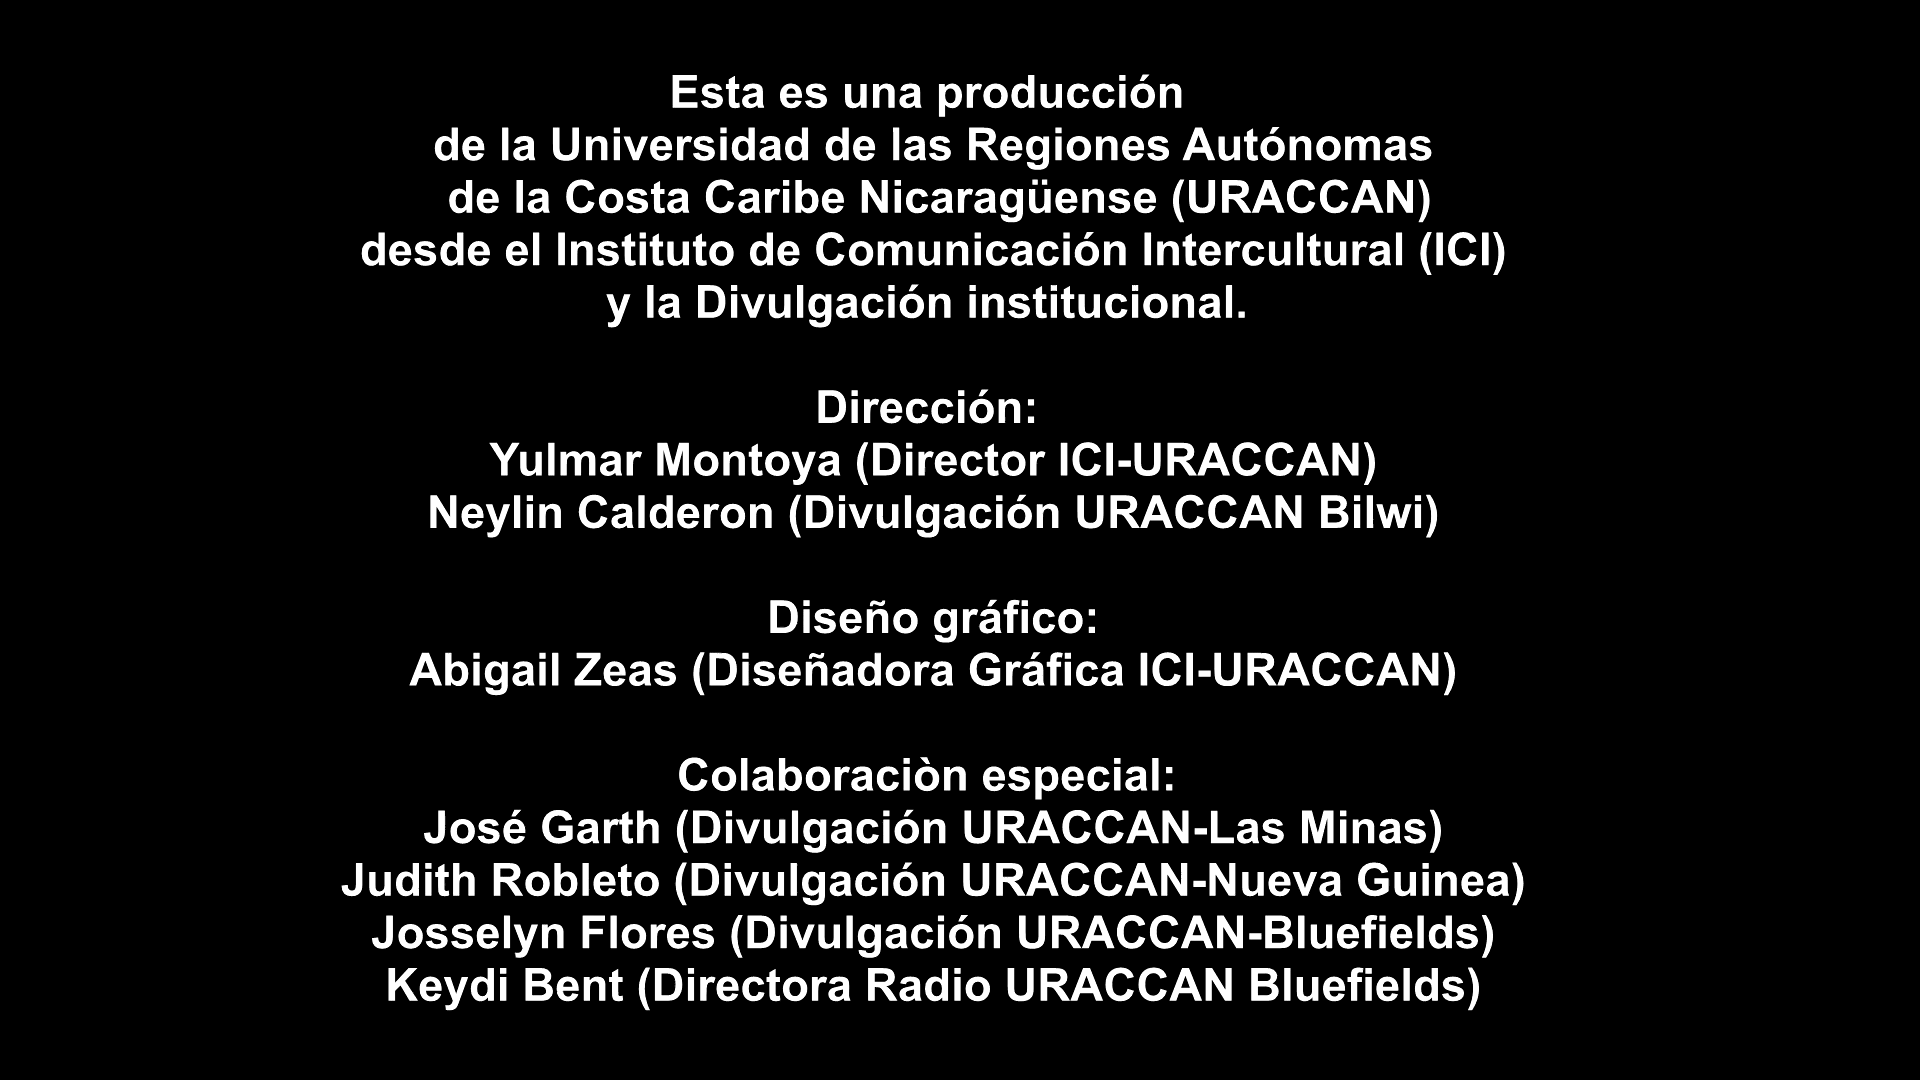 Esta es una producción
de la Universidad de las Regiones Autónomas
de la Costa Caribe Nicaragüense (URACCAN)
desde el Instituto de Comunicación Intercultural (ICI)
y la Divulgación institucional.
Dirección:
Yulmar Montoya (Director ICI-URACCAN)
Neylin Calderon (Divulgación URACCAN Bilwi)
Diseño gráfico:
Abigail Zeas (Diseñadora Gráfica ICI-URACCAN)
Colaboraciòn especial:
José Garth (Divulgación URACCAN-Las Minas)
Judith Robleto (Divulgación URACCAN-Nueva Guinea)
Josselyn Flores (Divulgación URACCAN-Bluefields)
Keydi Bent (Directora Radio URACCAN Bluefields)